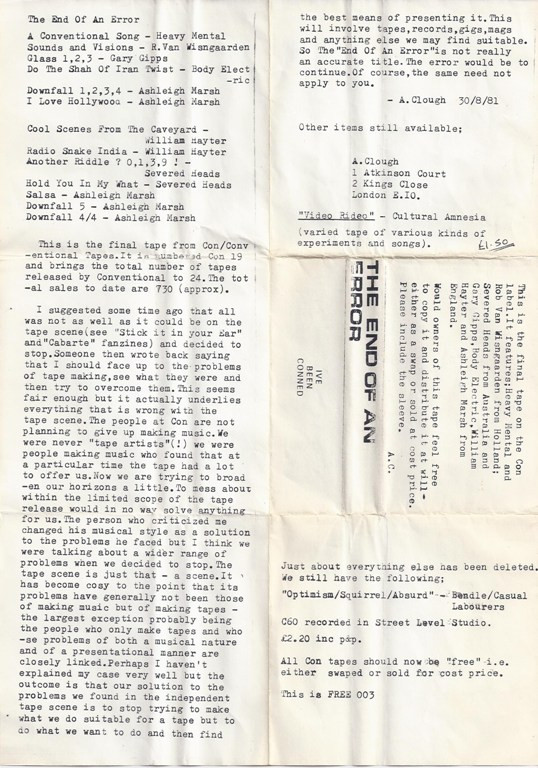 The End Of An Error
A Conventional Song - Heavy Mental
Sounds and Visions - R.Van Wisngaarden
Glass 1,2,3 - Gary Gipps
Do The Shah Of Iran Twist - Body Elect
-ric
Downfall 1,2,3,4 - Ashleigh Marsh
I Love Hollywood - Ashleigh Marsh
Cool Scenes From The Caveyard -
William Hayter
Radio Snake India - William Hayter
Another Riddle ? 0,1,3,9 ! -
Severed Heads
Hold You In My What - Severed Heads
Salsa - Ashleigh Marsh
Downfall 5 - Ashleigh Marsh
Downfall 4/4 - Ashleigh Marsh
This is the final tape from Con/Conv
-entional Tapes.It is numbered Con 19
and brings the total number of tapes
released by Conventional to 24.The tot
-al sales to date are 730 (approx).
I suggested some time ago that all
was not as well as it could be on the
tape scene(see "Stick it in your Ear"
and"Cabarte" fanzines) and decided to
stop.Someone then wrote back saying
that I should face up to the problems
of tape making,see what they were and
then try to overcome them.This seems
fair enough but it actually underlies
everything that is wrong with the
tape scene.The people at Con are not
planning to give up making music.We
were never "tape artists"(!) we were
people making music who found that at
a particular time the tape had a lot
to offer us.Now we are trying to broad
-en our horizons a little.To mess about
within the limited scope of the tape
release would in no way solve anything
for us.The person who criticized me
changed his musical style as a solution
to the problems he faced but I think we
were talking about a wider range of
problems when we decided to stop.The
tape scene is just that - a scene.It
has become cosy to the point that its
problems have generally not been those
of making music but of making tapes -
the largest exception probably being
the people who only make tapes and who
-se problems of both a musical nature
and of a presentational manner are
closely linked.Perhaps I haven't
explained my case very well but the
outcome is that our solution to the
problems we found in the independent
tape scene is to stop trying to make
what we do suitable for a tape but to
do what we want to do and then find
the best means of presenting it.This
will involve tapes,records,gigs,mags
and anything else we may find suitable.
So The"End Of An Error"is not really
an accurate title.The error would be to
continue.Of course,the same need not
apply to you.
- A.Clough 30/8/81
Other items still available;
A.Clough
1 Atkinson Court
2 Kings Close
London E.IO.
"Video Rideo" - Cultural Amnesia
(varied tape of various kinds of
experiments and songs). £1.50
This is the final tape on the Con
label.It features;Heavy Mental and
Rob Van Wisngaarden from Holland;
Severed Heads from Australia and
Gary Gipps,Body Electric,William
Hayter and Ashleigh Marsh from
England.
Would owners of this tape feel free
to copy it and distribute it at will-
either as a swap or sold at cost price.
Please include the sleeve.
A.C.
THE END OF AN
ERROR
IVE
BEEN
CONNED
Just about everything else has been deleted.
We still have the following;
"Optimism/Squirrel/Absurd" - Bendle/Casual
Labourers
C60 recorded in Street Level Studio.
£2.20 inc p&p.
All Con tapes should now be "free" i.e.
either swaped or sold for cost price.
This is FREE 003